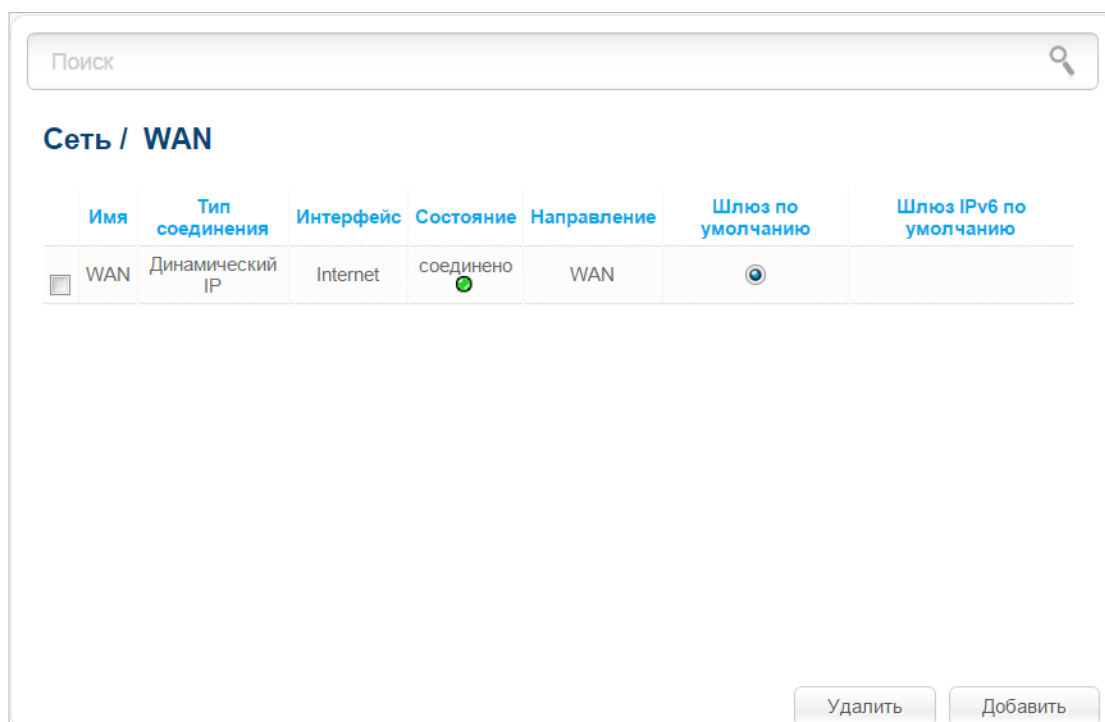 Поиск
Сеть / WAN
Имя Тип соединения Интерфейс Состояние Направление Шлюз по умолчанию Шлюз IPv6 по умолчанию
WAN Динамический IP Internet соединено WAN
Удалить Добавить